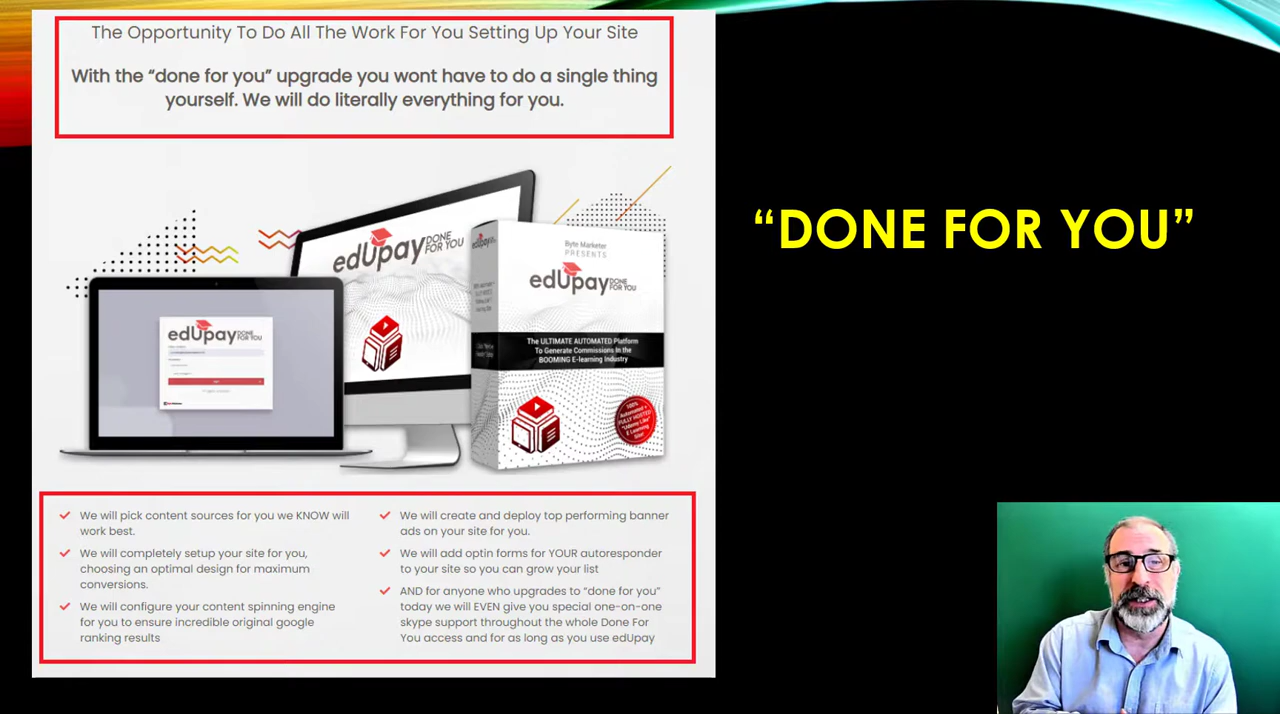 The Opportunity To Do All The Work For You Setting Up Your Site
With the “done for you” upgrade you wont have to do a single thing
yourself. We will do literally everything for you.
“DONE FOR YOU”
edUpay DONE
FOR YOU
edUpay DONE
FOR YOU
Byte Marketer
PRESENTS
edUpay DONE
FOR YOU
The ULTIMATE AUTOMATED Platform
To Generate Commissions In the
BOOMING E-learning Industry
100%
Automated +
FULLY HOSTED
"Udemy Like"
E Learning
Site!
We will pick content sources for you we KNOW will
work best.
We will completely setup your site for you,
choosing an optimal design for maximum
conversions.
We will configure your content spinning engine
for you to ensure incredible original google
ranking results
We will create and deploy top performing banner
ads on your site for you.
We will add optin forms for YOUR autoresponder
to your site so you can grow your list
AND for anyone who upgrades to “done for you”
today we will EVEN give you special one-on-one
skype support throughout the whole Done For
You access and for as long as you use edUpay